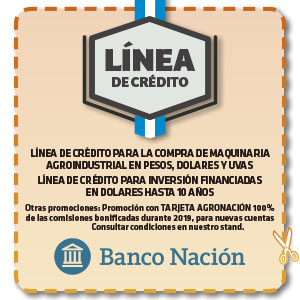 LÍNEA
DE CRÉDITO
LÍNEA DE CRÉDITO PARA LA COMPRA DE MAQUINARIA
AGROINDUSTRIAL EN PESOS, DOLARES Y UVAS
LÍNEA DE CRÉDITO PARA INVERSIÓN FINANCIADAS
EN DOLARES HASTA 10 AÑOS
Otras promociones: Promoción con TARJETA AGRONACIÓN 100%
de las comisiones bonificadas durante 2019, para nuevas cuentas
Consultar condiciones en nuestro stand.
Banco Nación